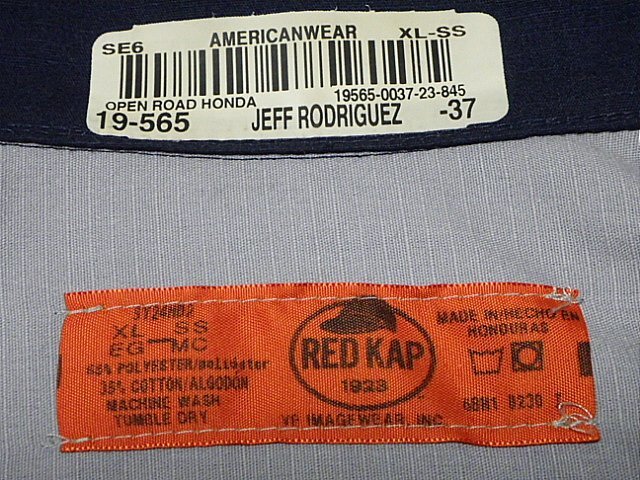 SE6 AMERICANWEAR XL-SS
OPEN ROAD HONDA 19565-0037-23-845
19-565 JEFF RODRIGUEZ -37
SY24HD2
XL SS
EG MC
65% POLYESTER/poliéster
35% COTTON/ALGODON
MACHINE WASH
TUMBLE DRY
RED KAP
1923
VF IMAGEWEAR, INC.
MADE IN/HECHO EN
HONDURAS